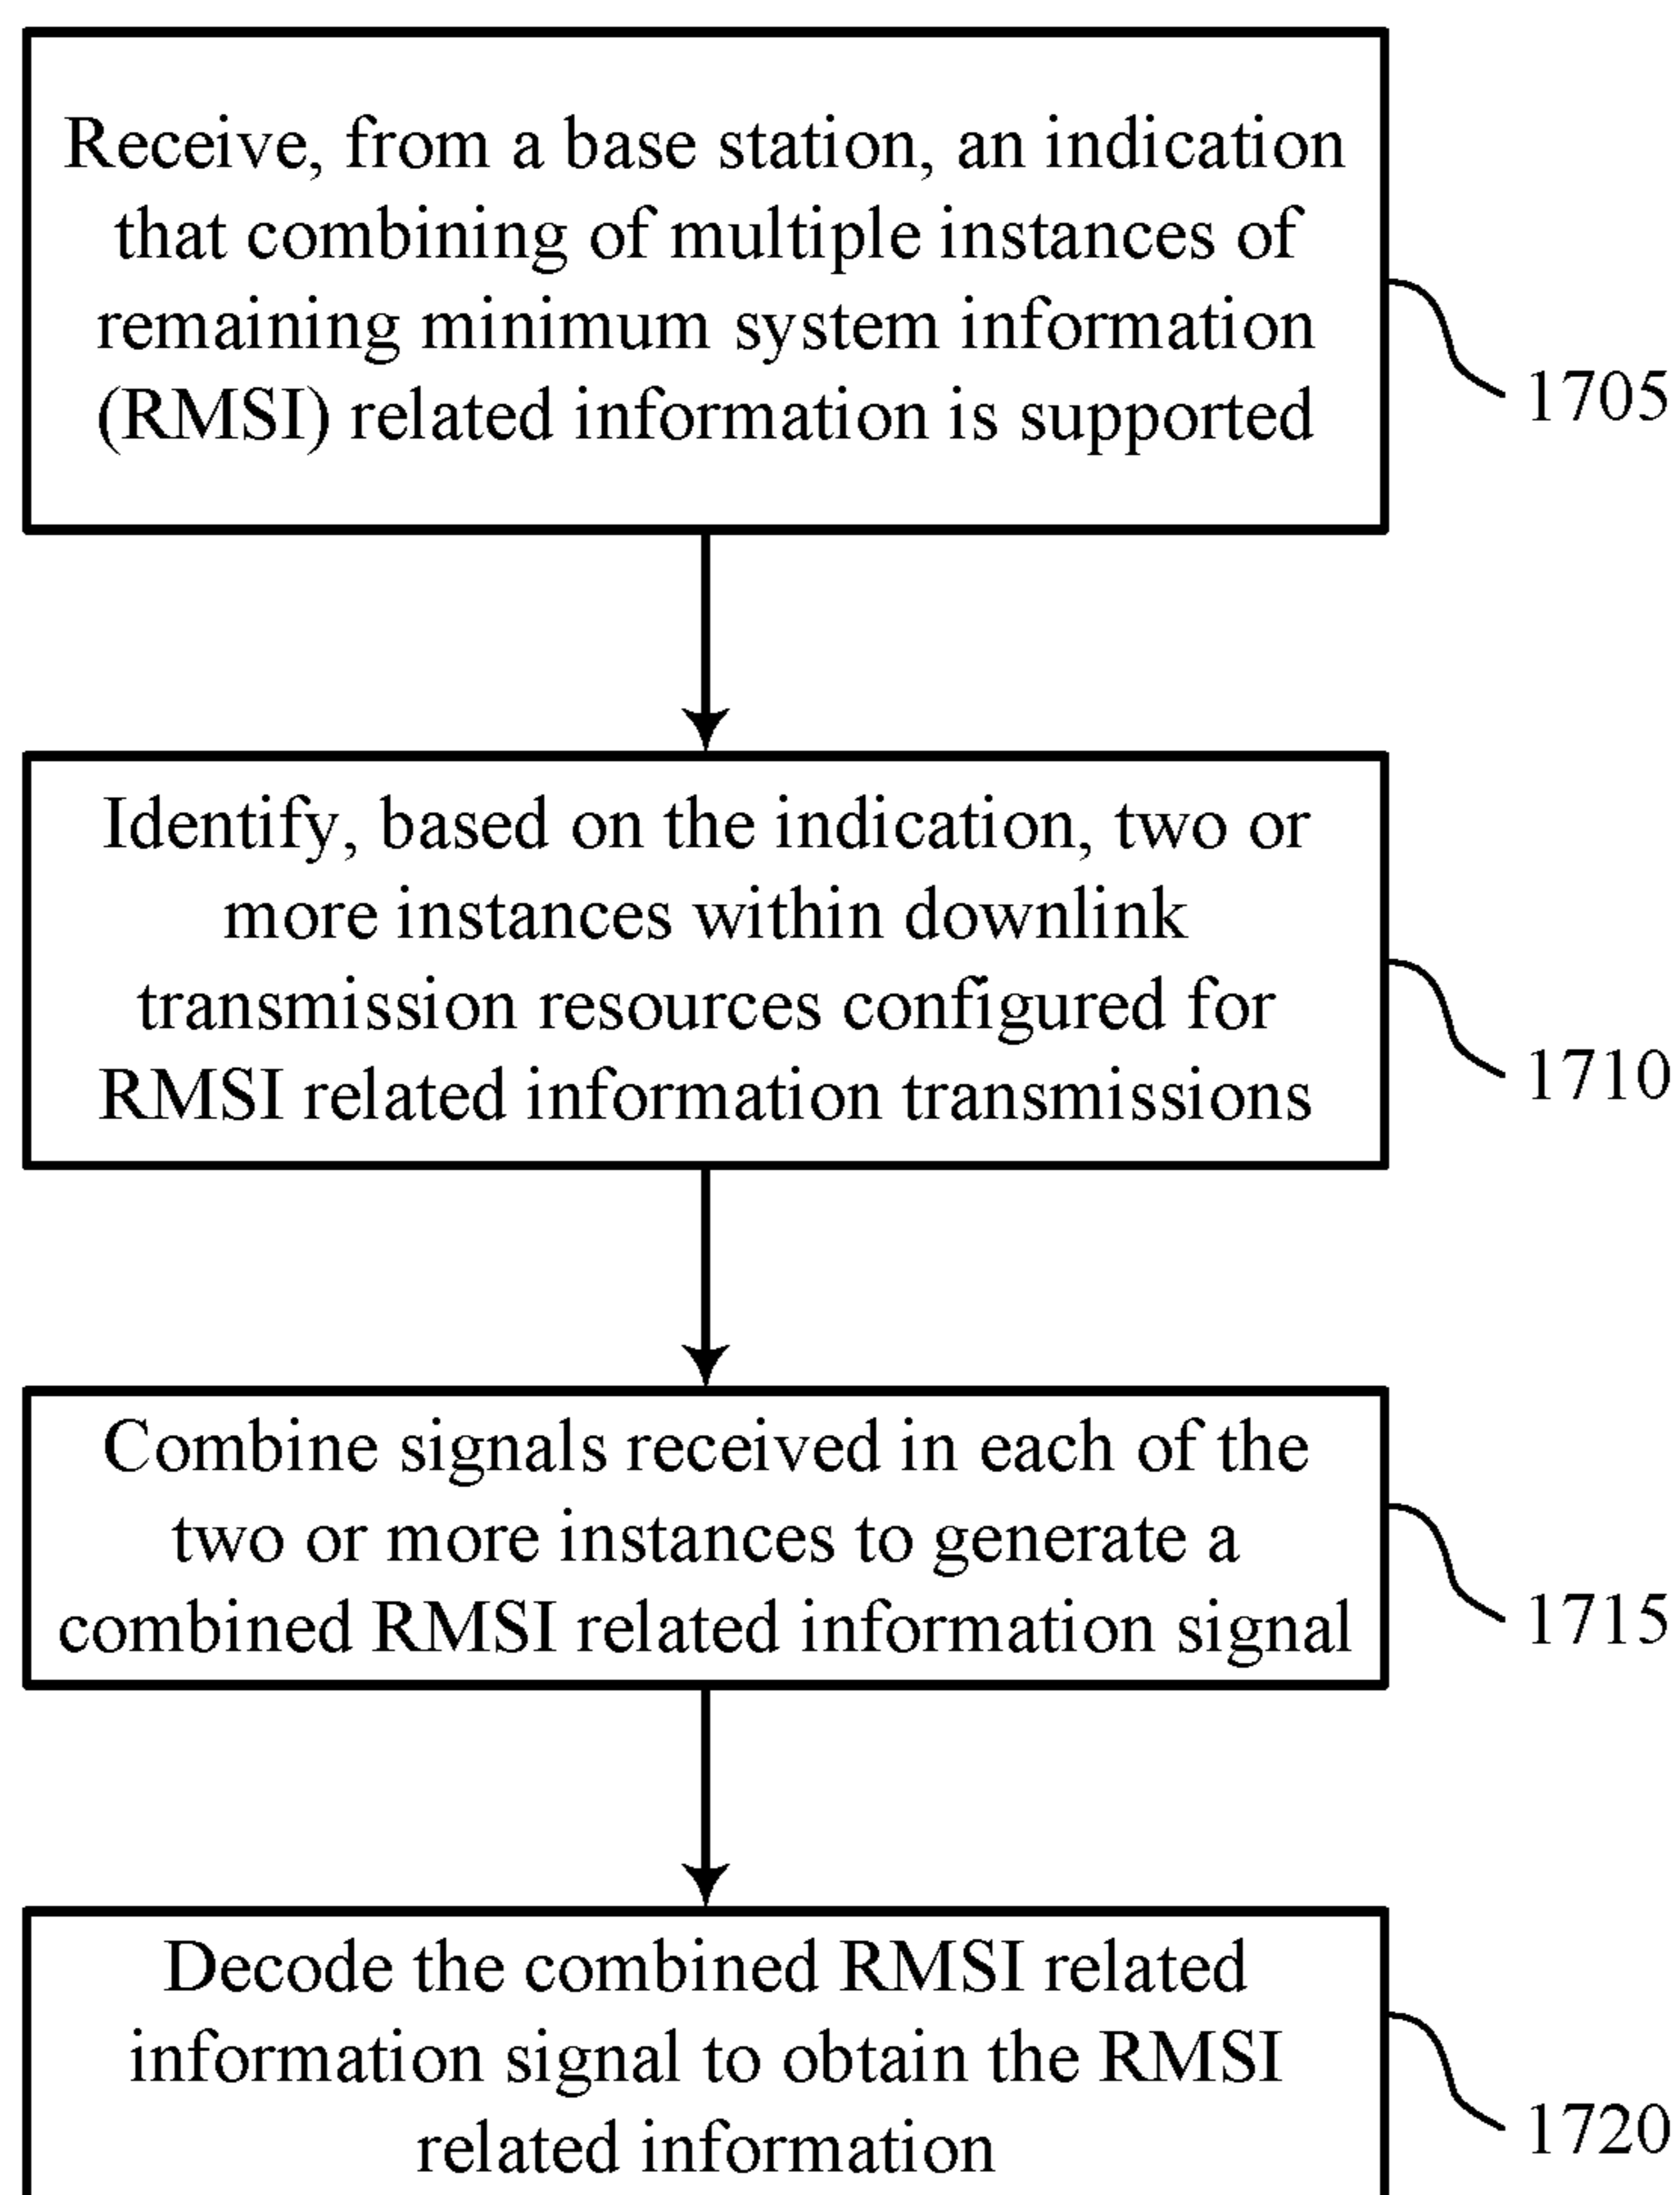 Receive, from a base station, an indication
that combining of multiple instances of
remaining minimum system information
(RMSI) related information is supported
1705
Identify, based on the indication, two or
more instances within downlink
transmission resources configured for
RMSI related information transmissions
1710
Combine signals received in each of the
two or more instances to generate a
combined RMSI related information signal
1715
Decode the combined RMSI related
information signal to obtain the RMSI
related information
1720